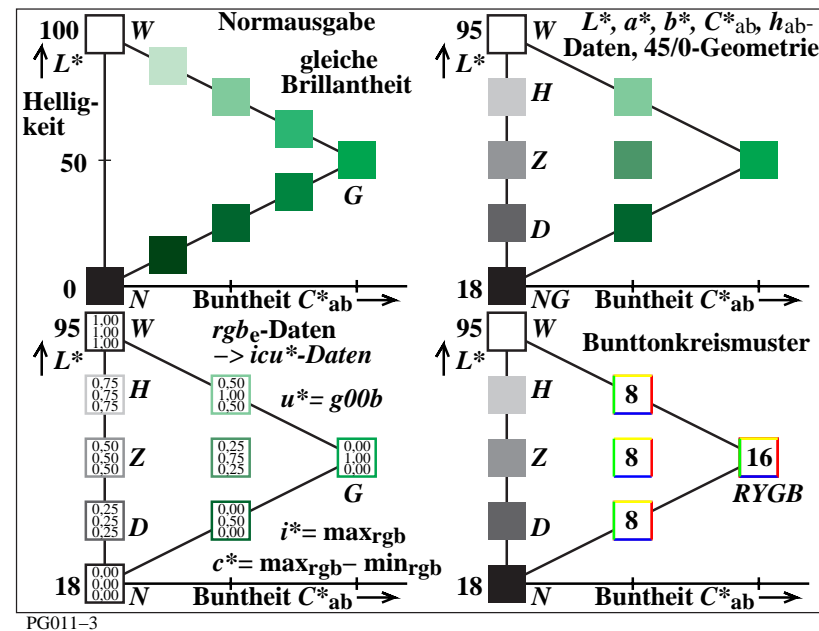 100 W Normausgabe
L*
gleiche
Brillantheit
Hellig-
keit
50
G
0 N Buntheit C*ab
95 W L*, a*, b*, C*ab, hab-
Daten, 45/0-Geometrie
L*
H
Z
D
18 NG Buntheit C*ab
95 1,00 1,00 1,00 W rgbe-Daten
L* –> icu*-Daten
0,75 0,75 0,75 H 0,50 1,00 0,50 u*= g00b
0,50 0,50 0,50 Z 0,25 0,75 0,25 0,00 1,00 0,00
G
0,25 0,25 0,25 D 0,00 0,50 0,00 i*= maxrgb
c*= maxrgb– minrgb
18 0,00 0,00 0,00 N Buntheit C*ab
95 W Bunttonkreismuster
L*
H 8
Z 8 16
RYGB
D 8
18 N Buntheit C*ab
PG011–3